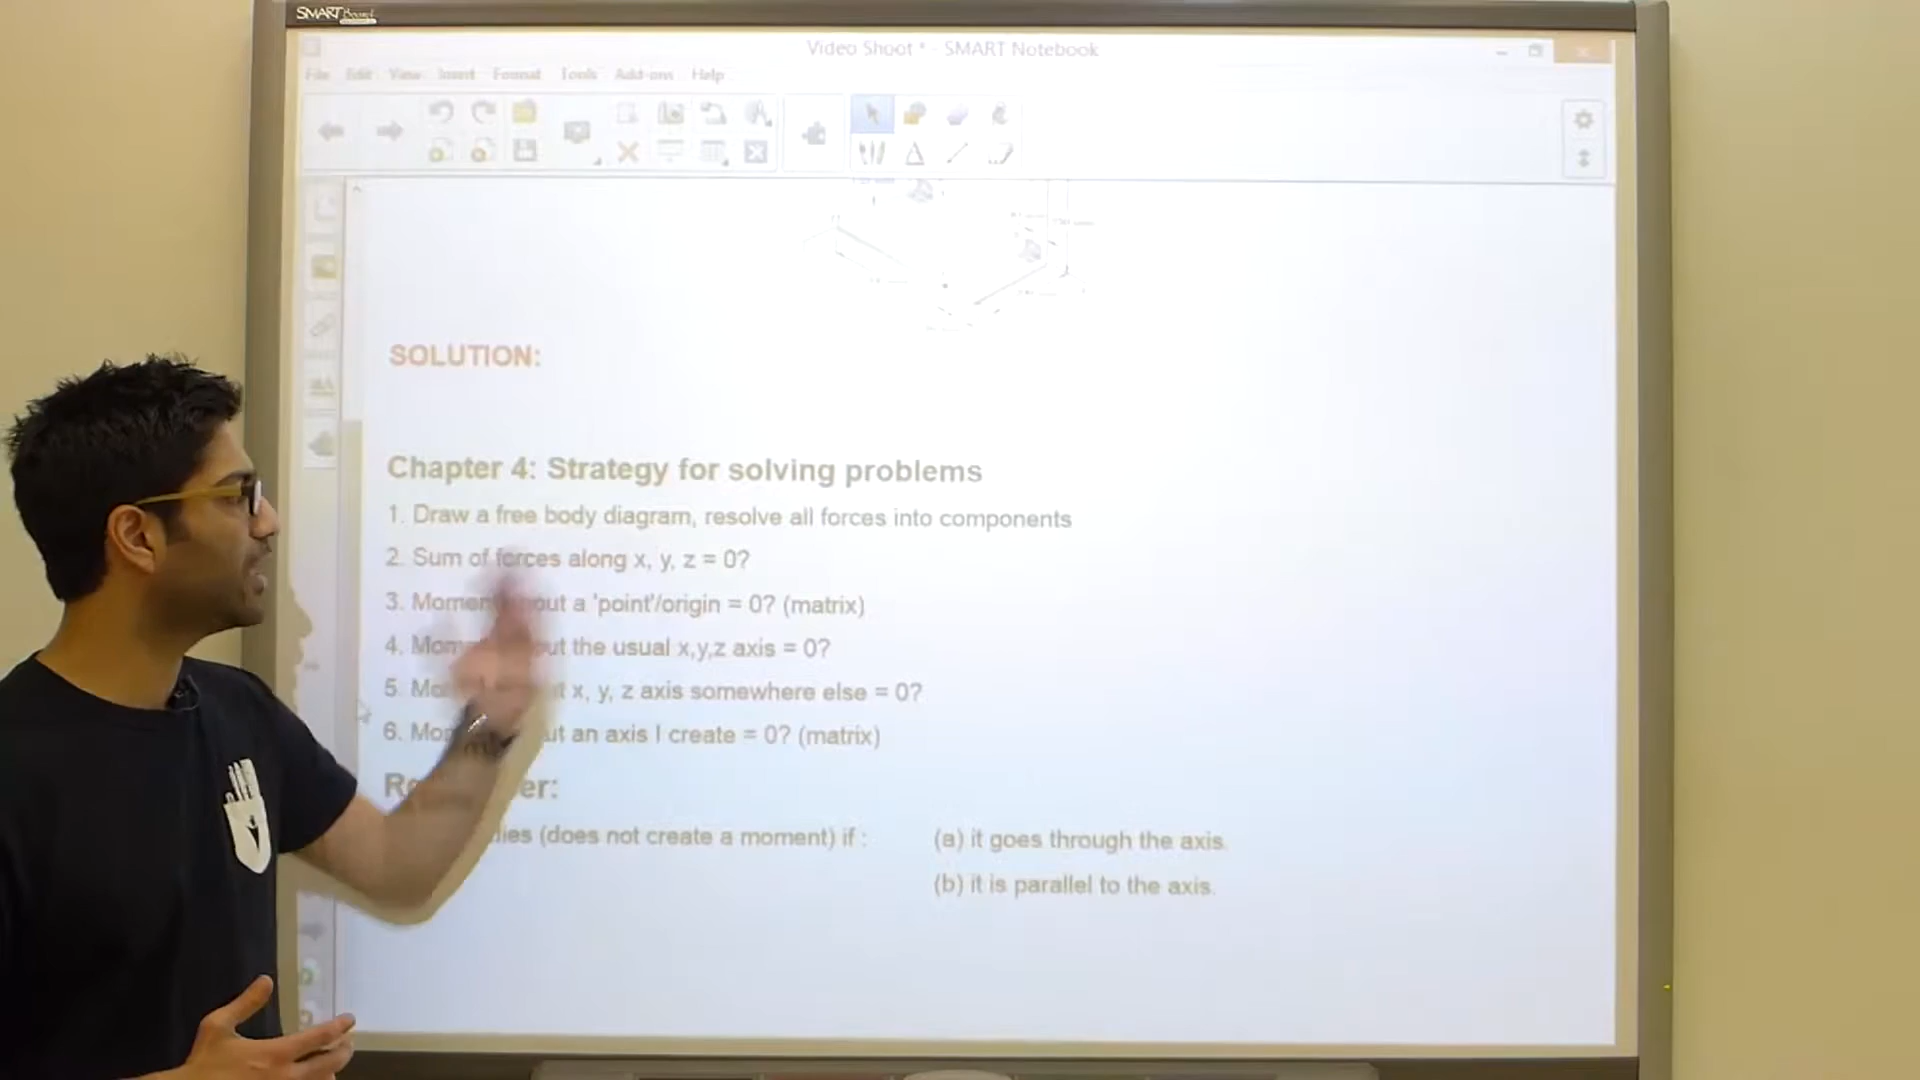 SMART Board
Video Shoot * - SMART Notebook
File Edit View Insert Format Tools Add-ons Help
SOLUTION:
Chapter 4: Strategy for solving problems
1. Draw a free body diagram, resolve all forces into components
2. Sum of forces along x, y, z = 0?
3. Momen out a 'point'/origin = 0? (matrix)
4. Mom out the usual x,y,z axis = 0?
5. Mo t x, y, z axis somewhere else = 0?
6. Mom ut an axis I create = 0? (matrix)
Re er:
ies (does not create a moment) if : (a) it goes through the axis.
(b) it is parallel to the axis.